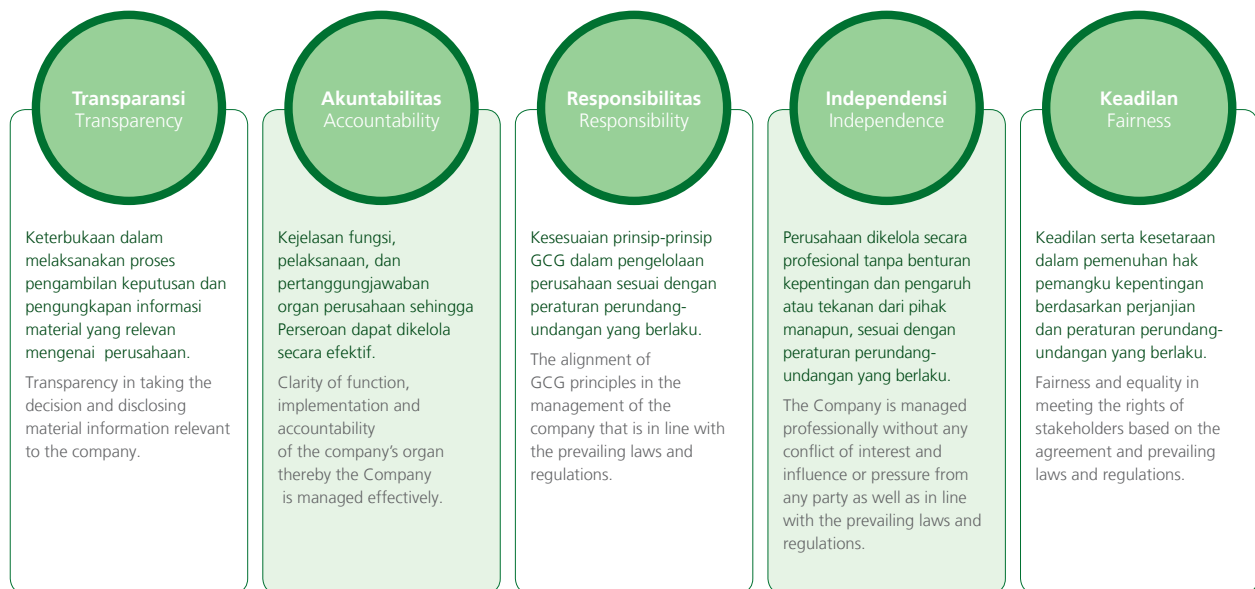 Transparansi
Transparency
Keterbukaan dalam
melaksanakan proses
pengambilan keputusan dan
pengungkapan informasi
material yang relevan
mengenai  perusahaan.
Transparency in taking the
decision and disclosing
material information relevant
to the company.
Akuntabilitas
Accountability
Kejelasan fungsi,
pelaksanaan, dan
pertanggungjawaban
organ perusahaan sehingga
Perseroan dapat dikelola
secara efektif.
Clarity of function,
implementation and
accountability
of the company’s organ
thereby the Company
is managed effectively.
Responsibilitas
Responsibility
Kesesuaian prinsip-prinsip
GCG dalam pengelolaan
perusahaan sesuai dengan
peraturan perundang-
undangan yang berlaku.
The alignment of
GCG principles in the
management of the
company that is in line with
the prevailing laws and
regulations.
Independensi
Independence
Perusahaan dikelola secara
profesional tanpa benturan
kepentingan dan pengaruh
atau tekanan dari pihak
manapun, sesuai dengan
peraturan perundang-
undangan yang berlaku.
The Company is managed
professionally without any
conflict of interest and
influence or pressure from
any party as well as in line
with the prevailing laws and
regulations.
Keadilan
Fairness
Keadilan serta kesetaraan
dalam pemenuhan hak
pemangku kepentingan
berdasarkan perjanjian
dan peraturan perundang-
undangan yang berlaku.
Fairness and equality in
meeting the rights of
stakeholders based on the
agreement and prevailing
laws and regulations.